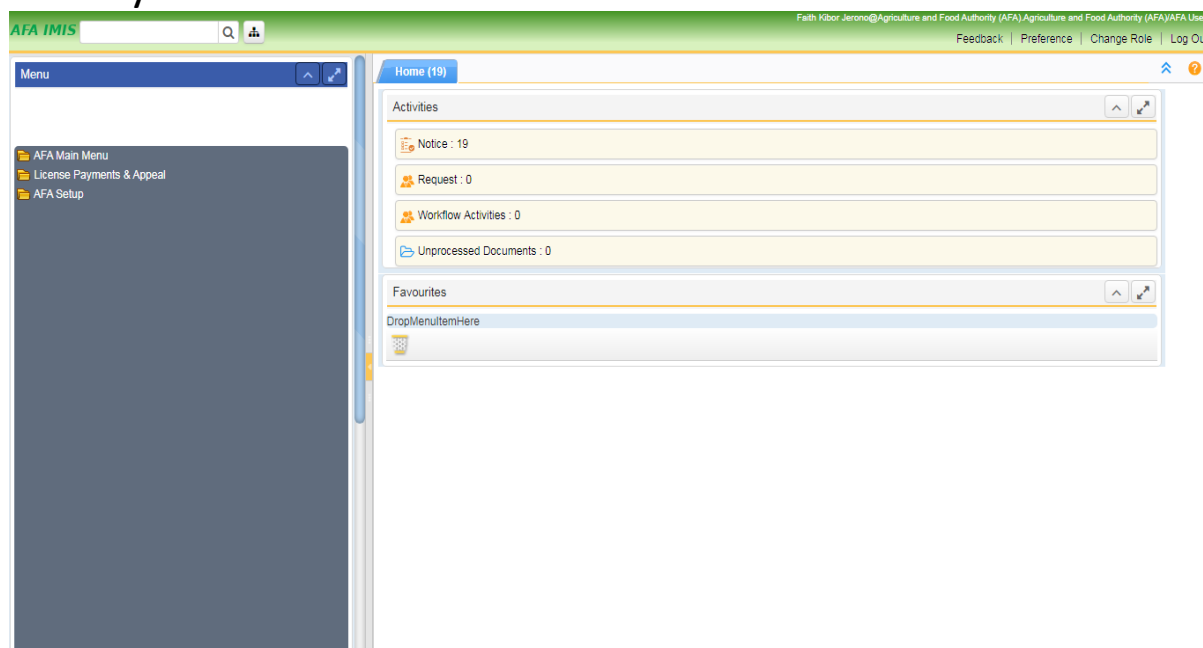 Faith Kibor Jerono@Agriculture and Food Authority (AFA).Agriculture and Food Authority (AFA)/AFA Use
AFA IMIS
Feedback | Preference | Change Role | Log Ou
Menu
Home (19)
Activities
Notice : 19
AFA Main Menu
License Payments & Appeal
Request : 0
AFA Setup
Workflow Activities : 0
Unprocessed Documents : 0
Favourites
DropMenuItemHere